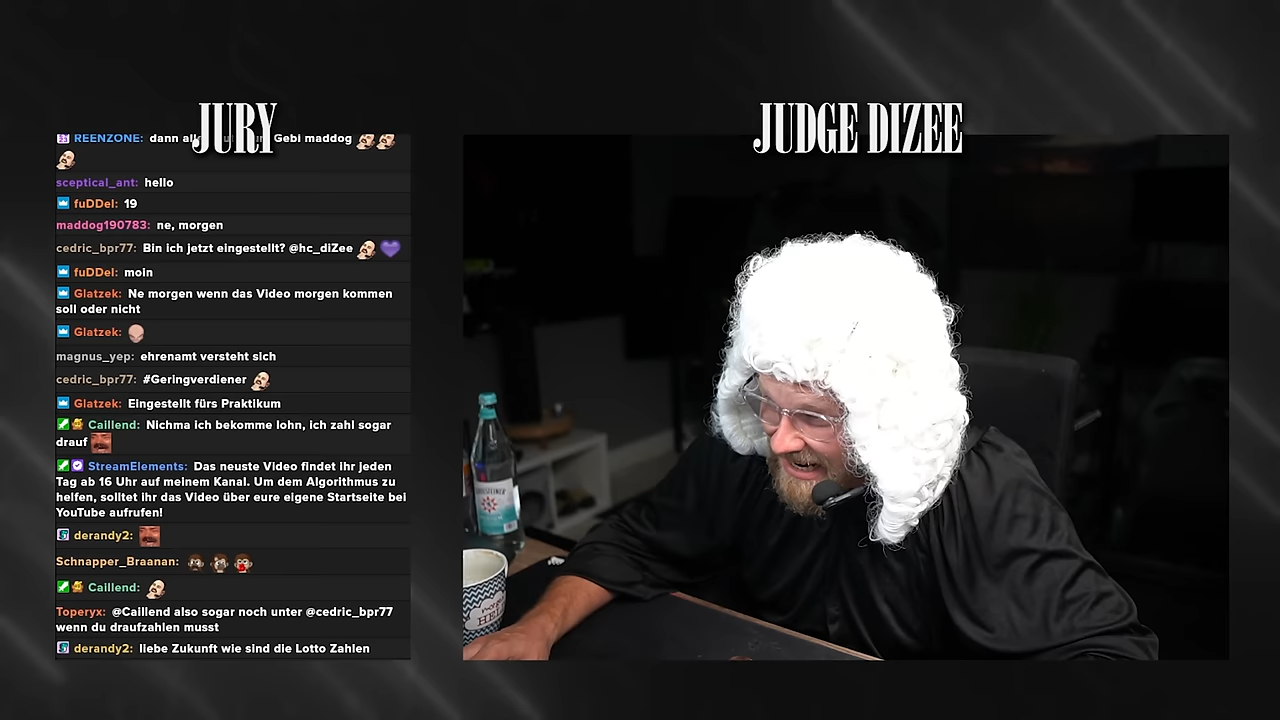 JURY
JUDGE DIZEE
REENZONE: dann Gebi maddog
sceptical_ant: hello
fuDDel: 19
maddog190783: ne, morgen
cedric_bpr77: Bin ich jetzt eingestellt? @hc_diZee
fuDDel: moin
Glatzek: Ne morgen wenn das Video morgen kommen
soll oder nicht
Glatzek:
magnus_yep: ehrenamt versteht sich
cedric_bpr77: #Geringverdiener
Glatzek: Eingestellt fürs Praktikum
Caillend: Nichma ich bekomme lohn, ich zahl sogar
drauf
StreamElements: Das neuste Video findet ihr jeden
Tag ab 16 Uhr auf meinem Kanal. Um dem Algorithmus zu
helfen, solltet ihr das Video über eure eigene Startseite bei
YouTube aufrufen!
derandy2:
Schnapper_Braanan:
Caillend:
Toperyx: @Caillend also sogar noch unter @cedric_bpr77
wenn du draufzahlen musst
derandy2: liebe Zukunft wie sind die Lotto Zahlen